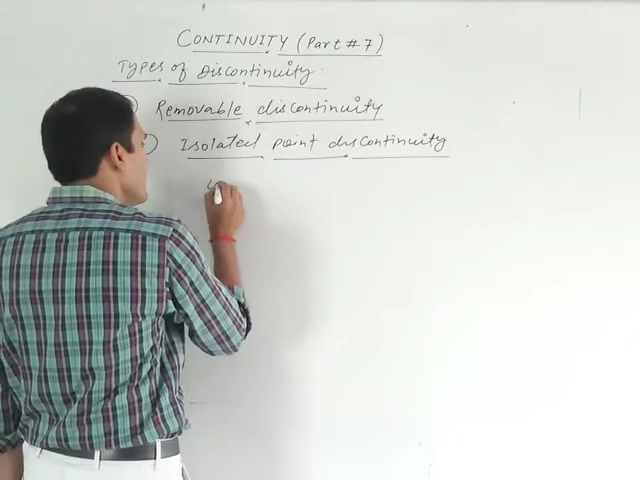 CONTINUITY (Part # 7)
Types of Discontinuity
Removable discontinuity
Isolated point discontinuity